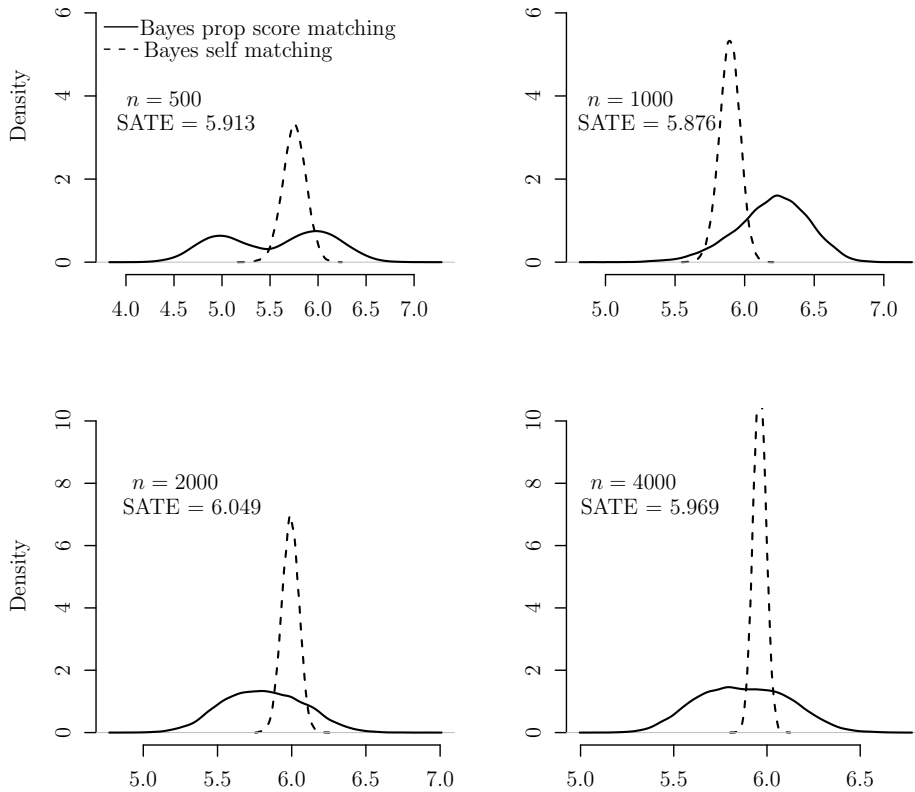 Bayes prop score matching
Bayes self matching
n = 500
SATE = 5.913
Density
0 2 4 6
4.0 4.5 5.0 5.5 6.0 6.5 7.0
n = 1000
SATE = 5.876
0 2 4 6
5.0 5.5 6.0 6.5 7.0
n = 2000
SATE = 6.049
Density
0 2 4 6 8 10
5.0 5.5 6.0 6.5 7.0
n = 4000
SATE = 5.969
0 2 4 6 8 10
5.0 5.5 6.0 6.5